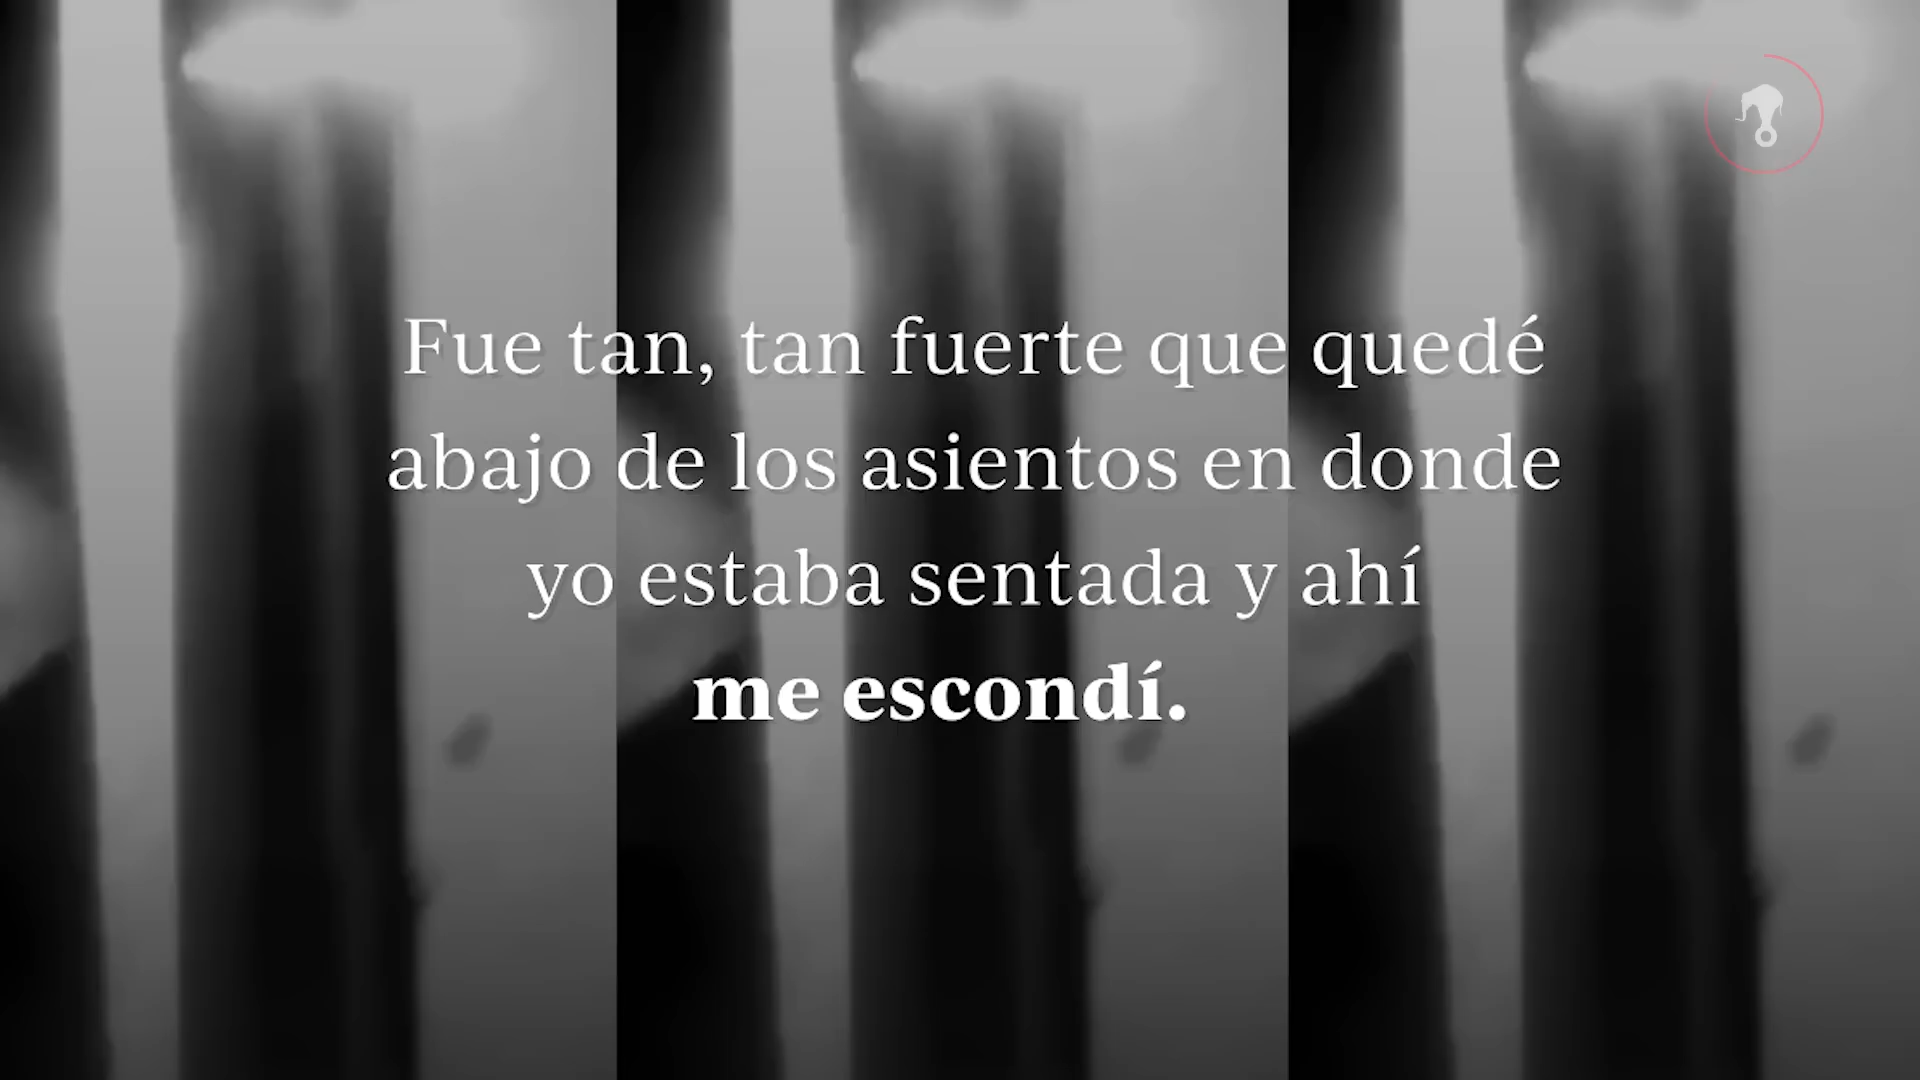 Fue tan, tan fuerte que quedé
abajo de los asientos en donde
yo estaba sentada y ahí
me escondí.